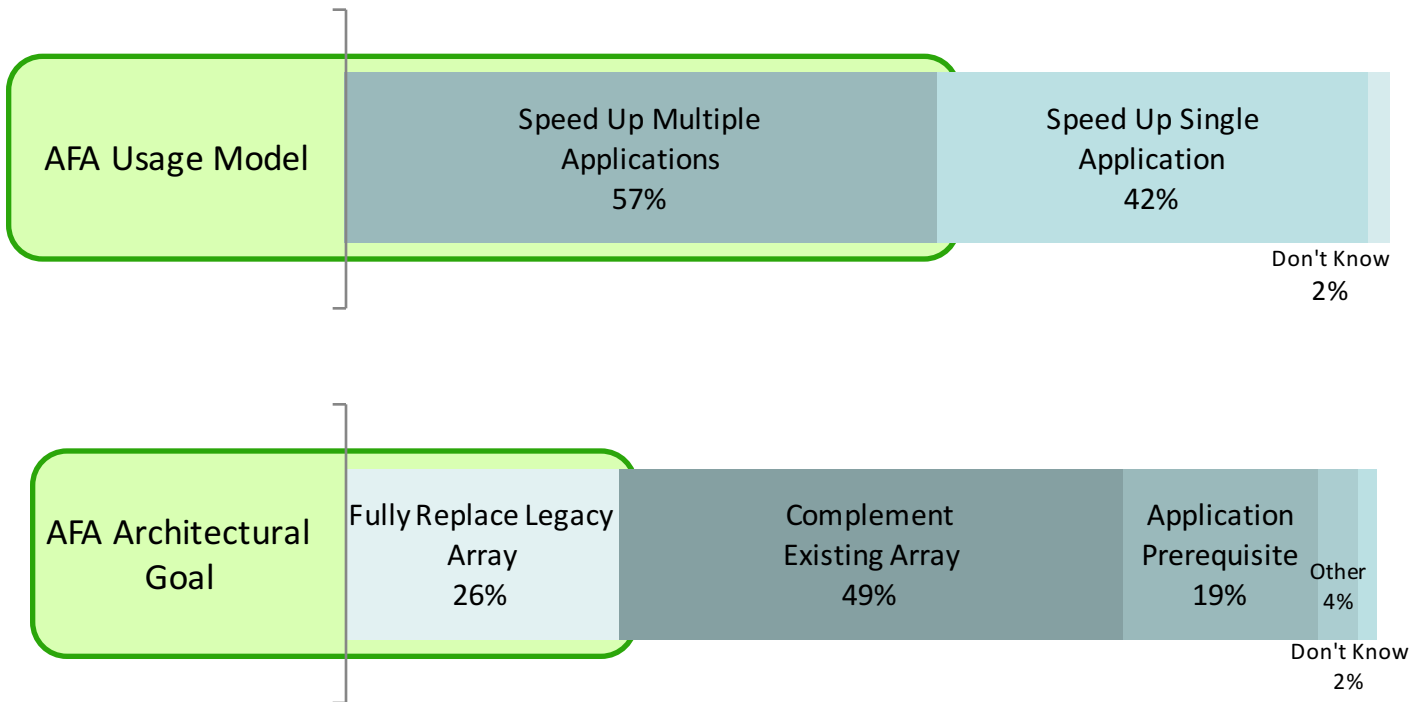 AFA Usage Model
Speed Up Multiple
Applications
57%
Speed Up Single
Application
42%
Don't Know
2%
AFA Architectural
Goal
Fully Replace Legacy
Array
26%
Complement
Existing Array
49%
Application
Prerequisite
19%
Other
4%
Don't Know
2%